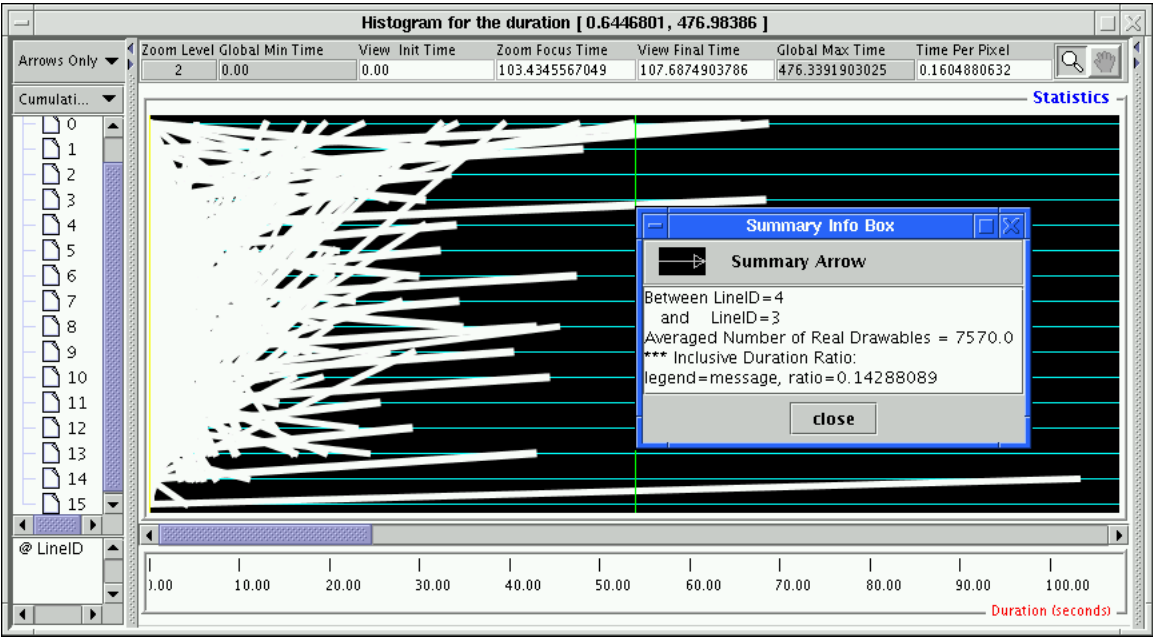 Histogram for the duration [ 0.6446801, 476.98386 ]
Arrows Only
Zoom Level Global Min Time View Init Time Zoom Focus Time View Final Time Global Max Time Time Per Pixel
2 0.00 0.00 103.4345567049 107.6874903786 476.3391903025 0.1604880632
Cumulati...
Statistics
0
1
2
3
4
5
6
7
8
9
10
11
12
13
14
15
Summary Info Box
Summary Arrow
Between LineID=4
and LineID=3
Averaged Number of Real Drawables = 7570.0
*** Inclusive Duration Ratio:
legend=message, ratio=0.14288089
close
@ LineID
).00 10.00 20.00 30.00 40.00 50.00 60.00 70.00 80.00 90.00 100.00
Duration (seconds)